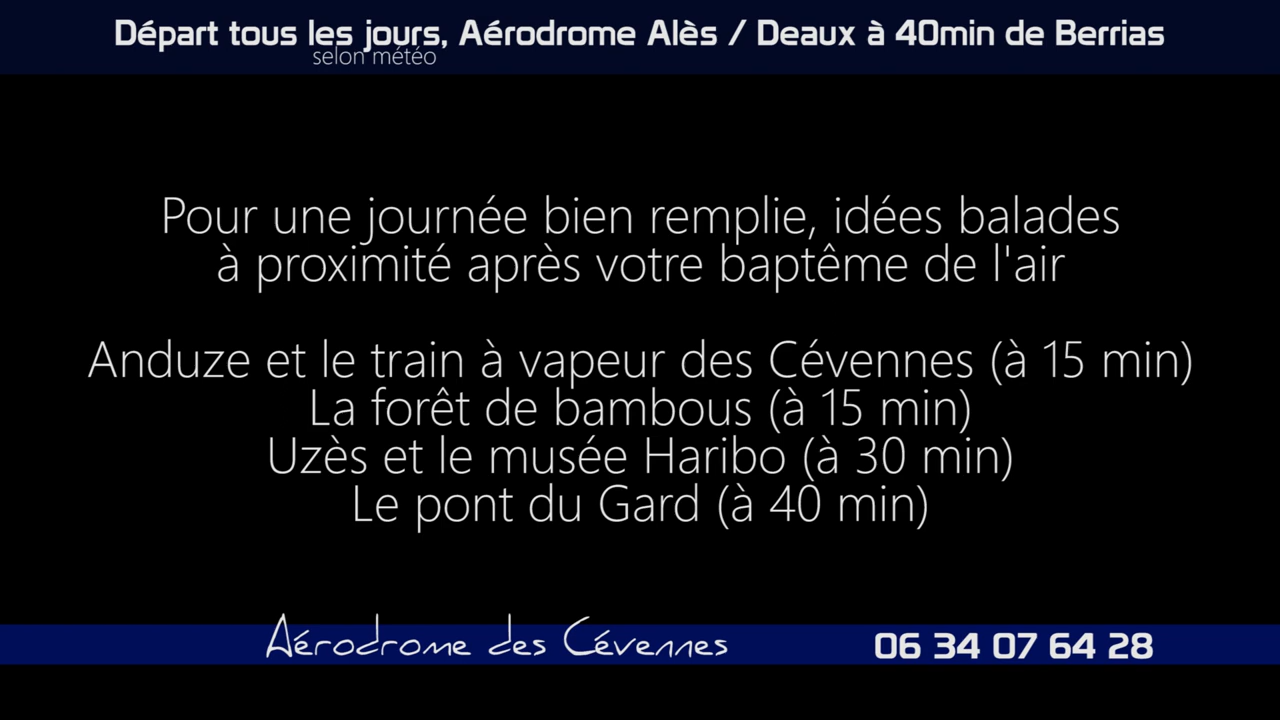 Départ tous les jours, Aérodrome Alès / Deaux à 40min de Berrias
selon météo
Pour une journée bien remplie, idées balades
à proximité après votre baptême de l'air
Anduze et le train à vapeur des Cévennes (à 15 min)
La forêt de bambous (à 15 min)
Uzès et le musée Haribo (à 30 min)
Le pont du Gard (à 40 min)
Aérodrome des Cévennes
06 34 07 64 28